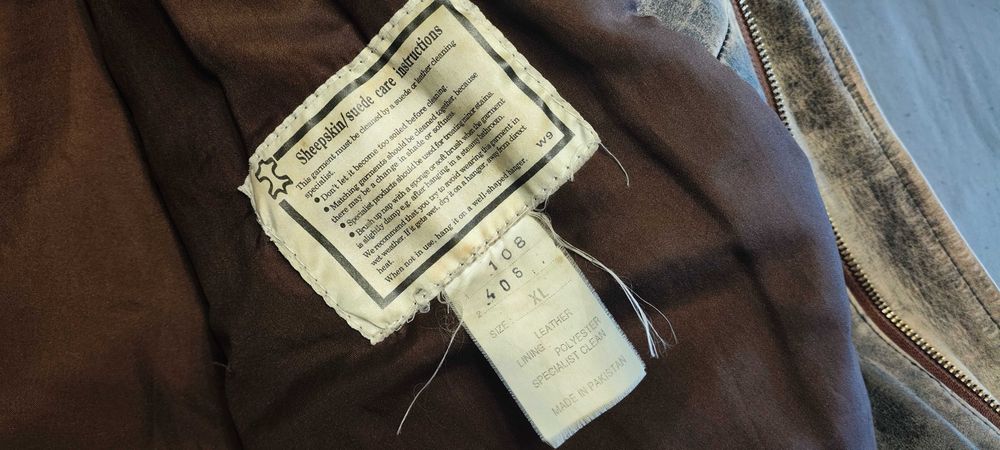 Sheepskin/suede care instructions
This garment must be cleaned by a suede or leather cleaning
specialist.
● Don't let it become too soiled before cleaning.
● Matching garments should be cleaned together, because
there may be a change in shade or softness.
● Specialist products should be used for treating minor stains.
● Brush up nap with a sponge or soft brush when the garment
is slightly damp e.g. after hanging in a steamy bathroom.
We recommend that you try to avoid wearing this garment in
wet weather. If it gets wet, dry it on a hanger, away from direct
heat.
When not in use, hang it on a well-shaped hanger.
W9
108
408
SIZE: XL
LEATHER
LINING POLYESTER
SPECIALIST CLEAN
MADE IN PAKISTAN